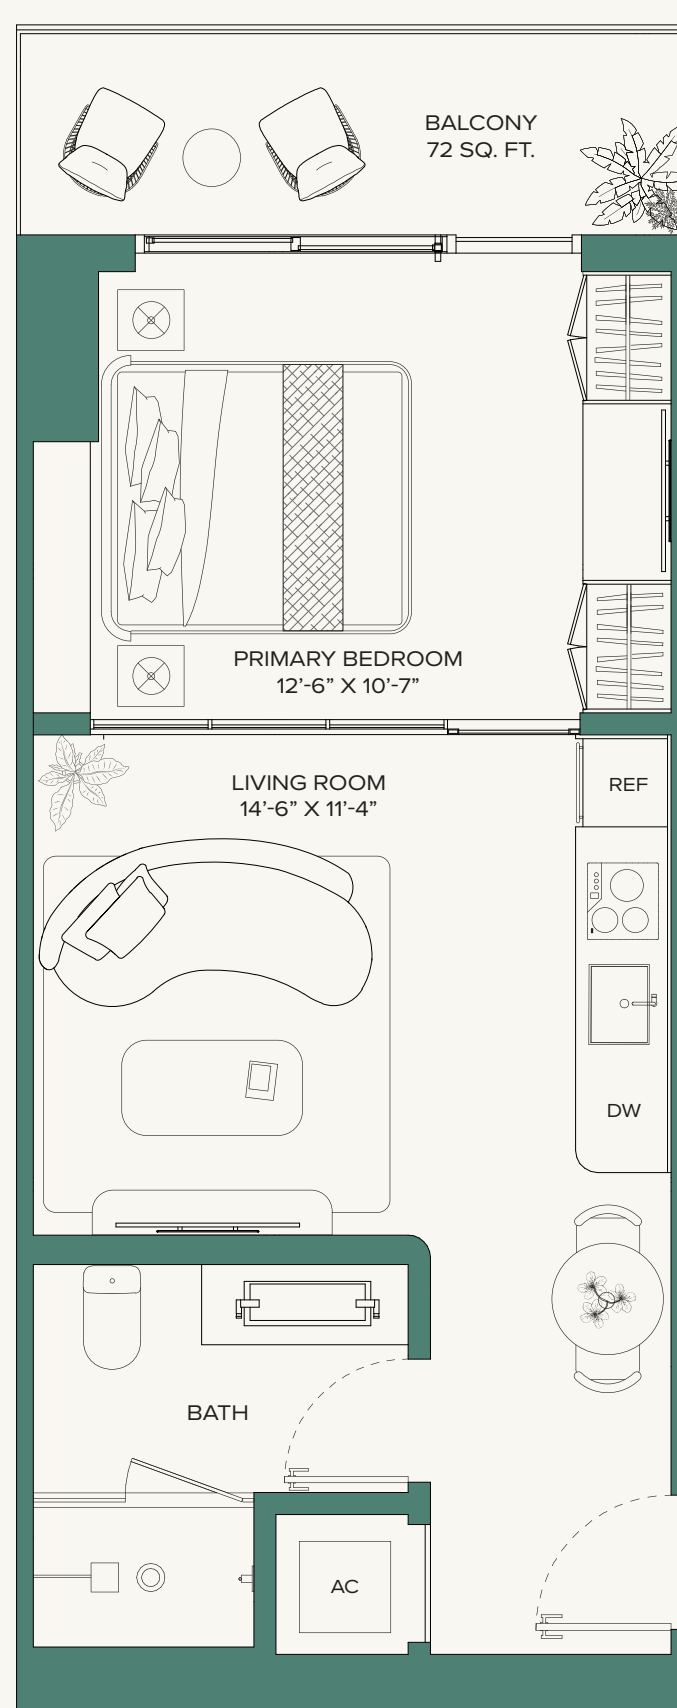 BALCONY
72 SQ. FT.
PRIMARY BEDROOM
12’-6” X 10’-7”
LIVING ROOM
14’-6” X 11’-4”
REF
DW
BATH
AC